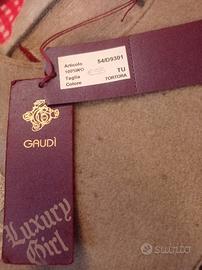 Articolo 54/D9301
Taglia TU
Colore TORTORA
GAUDÌ
Luxury
Girl
subito